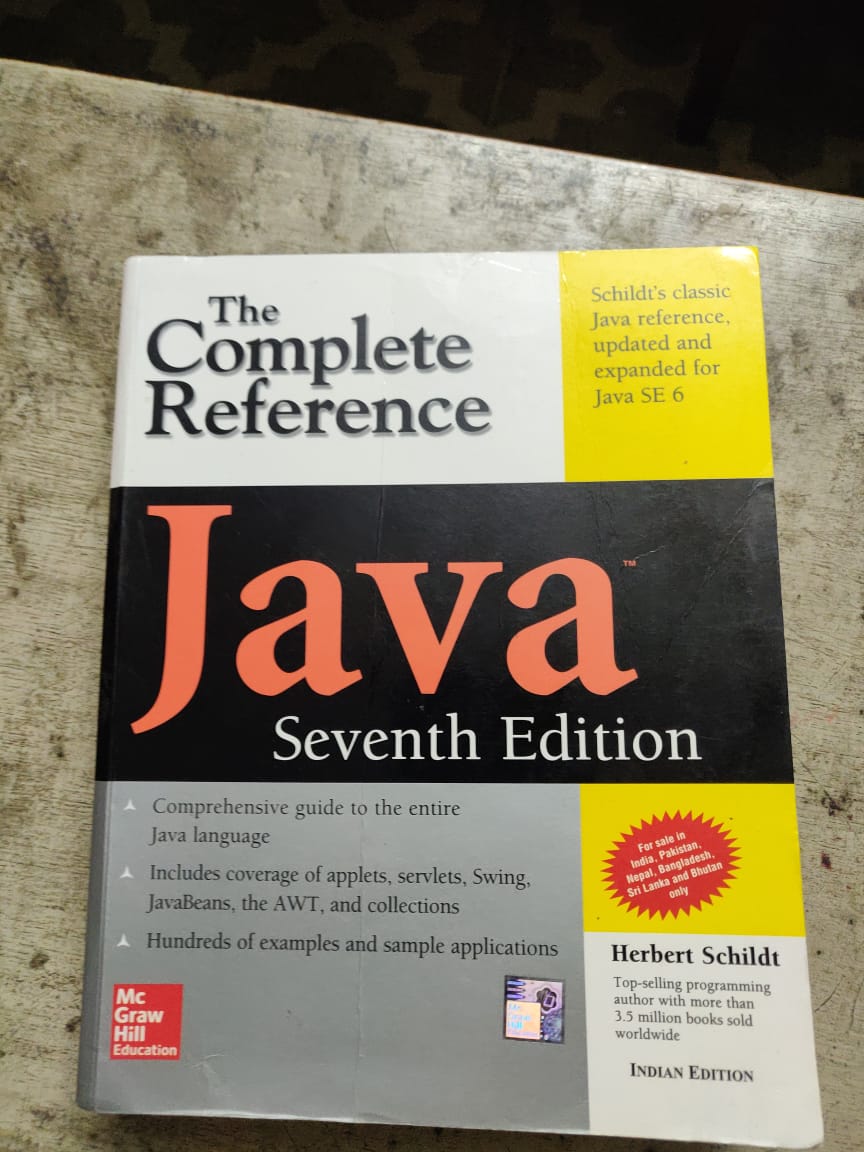 The
Complete
Reference
Schildt's classic
Java reference,
updated and
expanded for
Java SE 6
Java™
Seventh Edition
Comprehensive guide to the entire
Java language
Includes coverage of applets, servlets, Swing,
JavaBeans, the AWT, and collections
Hundreds of examples and sample applications
For sale in
India, Pakistan,
Nepal, Bangladesh,
Sri Lanka and Bhutan
only
Herbert Schildt
Top-selling programming
author with more than
3.5 million books sold
worldwide
INDIAN EDITION
Mc
Graw
Hill
Education